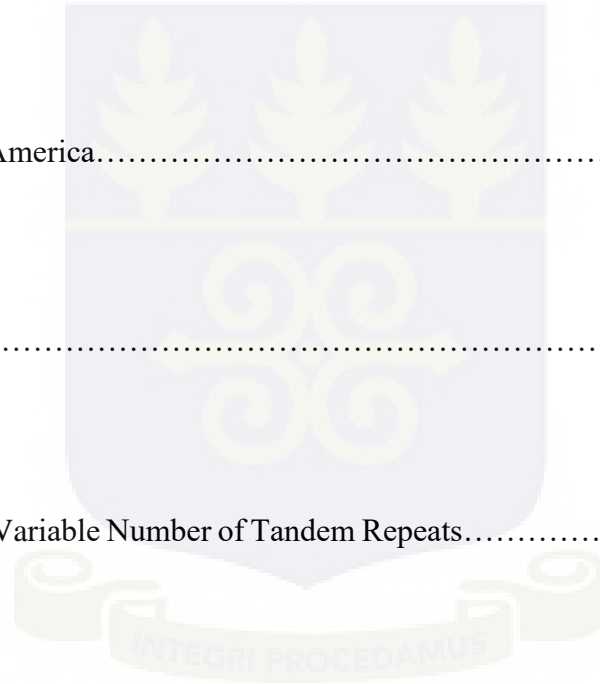 America……………………………………………………
………………………………………………………………
Variable Number of Tandem Repeats……………
INTEGRI PROCEDAMUS